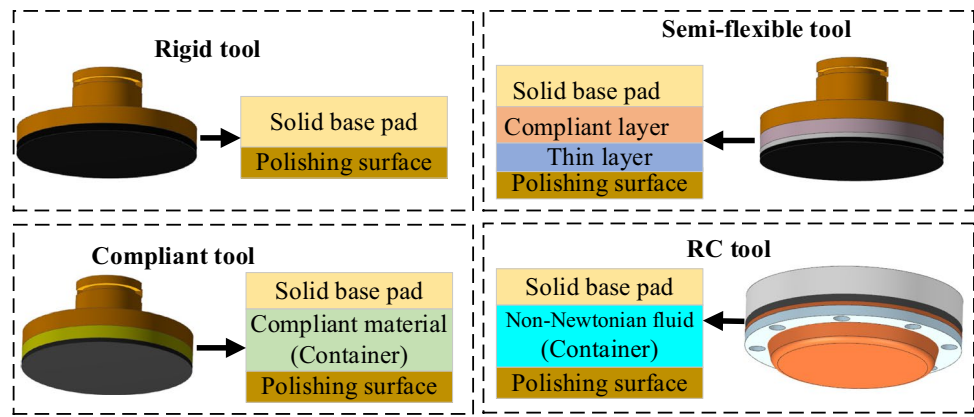 Rigid tool
Solid base pad
Polishing surface
Semi-flexible tool
Solid base pad
Compliant layer
Thin layer
Polishing surface
Compliant tool
Solid base pad
Compliant material
(Container)
Polishing surface
RC tool
Solid base pad
Non-Newtonian fluid
(Container)
Polishing surface